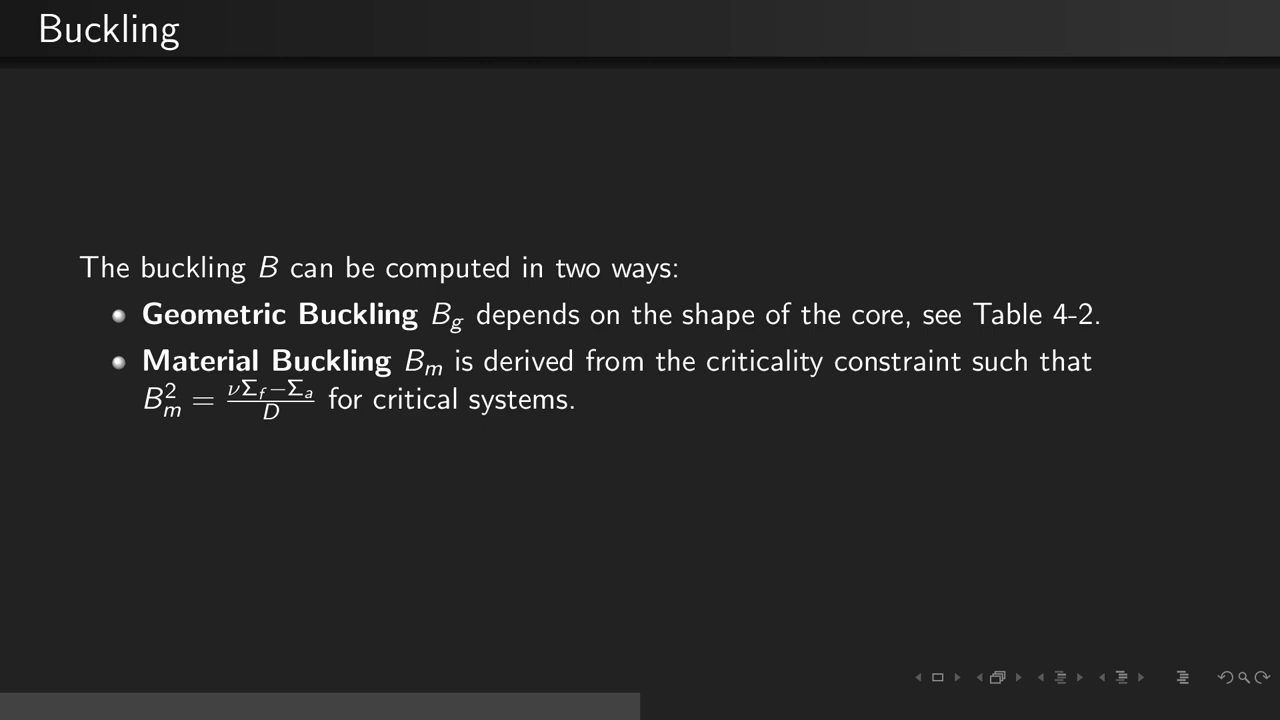 Buckling
The buckling B can be computed in two ways:
Geometric Buckling B_g depends on the shape of the core, see Table 4-2.
Material Buckling B_m is derived from the criticality constraint such that
B_m^2 = \frac{νΣ_f−Σ_a}{D} for critical systems.